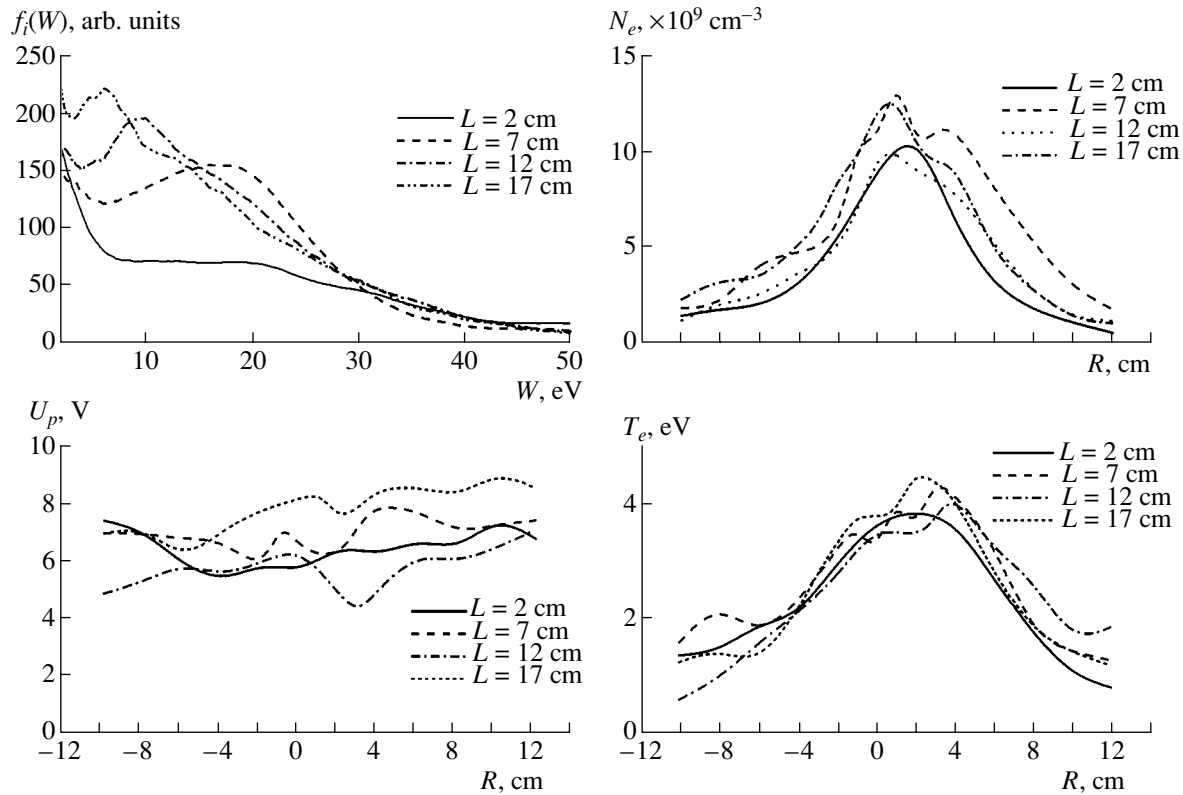 f_i(W), arb. units
250
200
150
100
50
0
10 20 30 40 50
W, eV
L = 2 cm
L = 7 cm
L = 12 cm
L = 17 cm
N_e, ×10^9 cm^–3
15
10
5
0
R, cm
L = 2 cm
L = 7 cm
L = 12 cm
L = 17 cm
U_p, V
10
8
6
4
2
0
–12 –8 –4 0 4 8 12
R, cm
L = 2 cm
L = 7 cm
L = 12 cm
L = 17 cm
T_e, eV
4
2
0
–12 –8 –4 0 4 8 12
R, cm
L = 2 cm
L = 7 cm
L = 12 cm
L = 17 cm